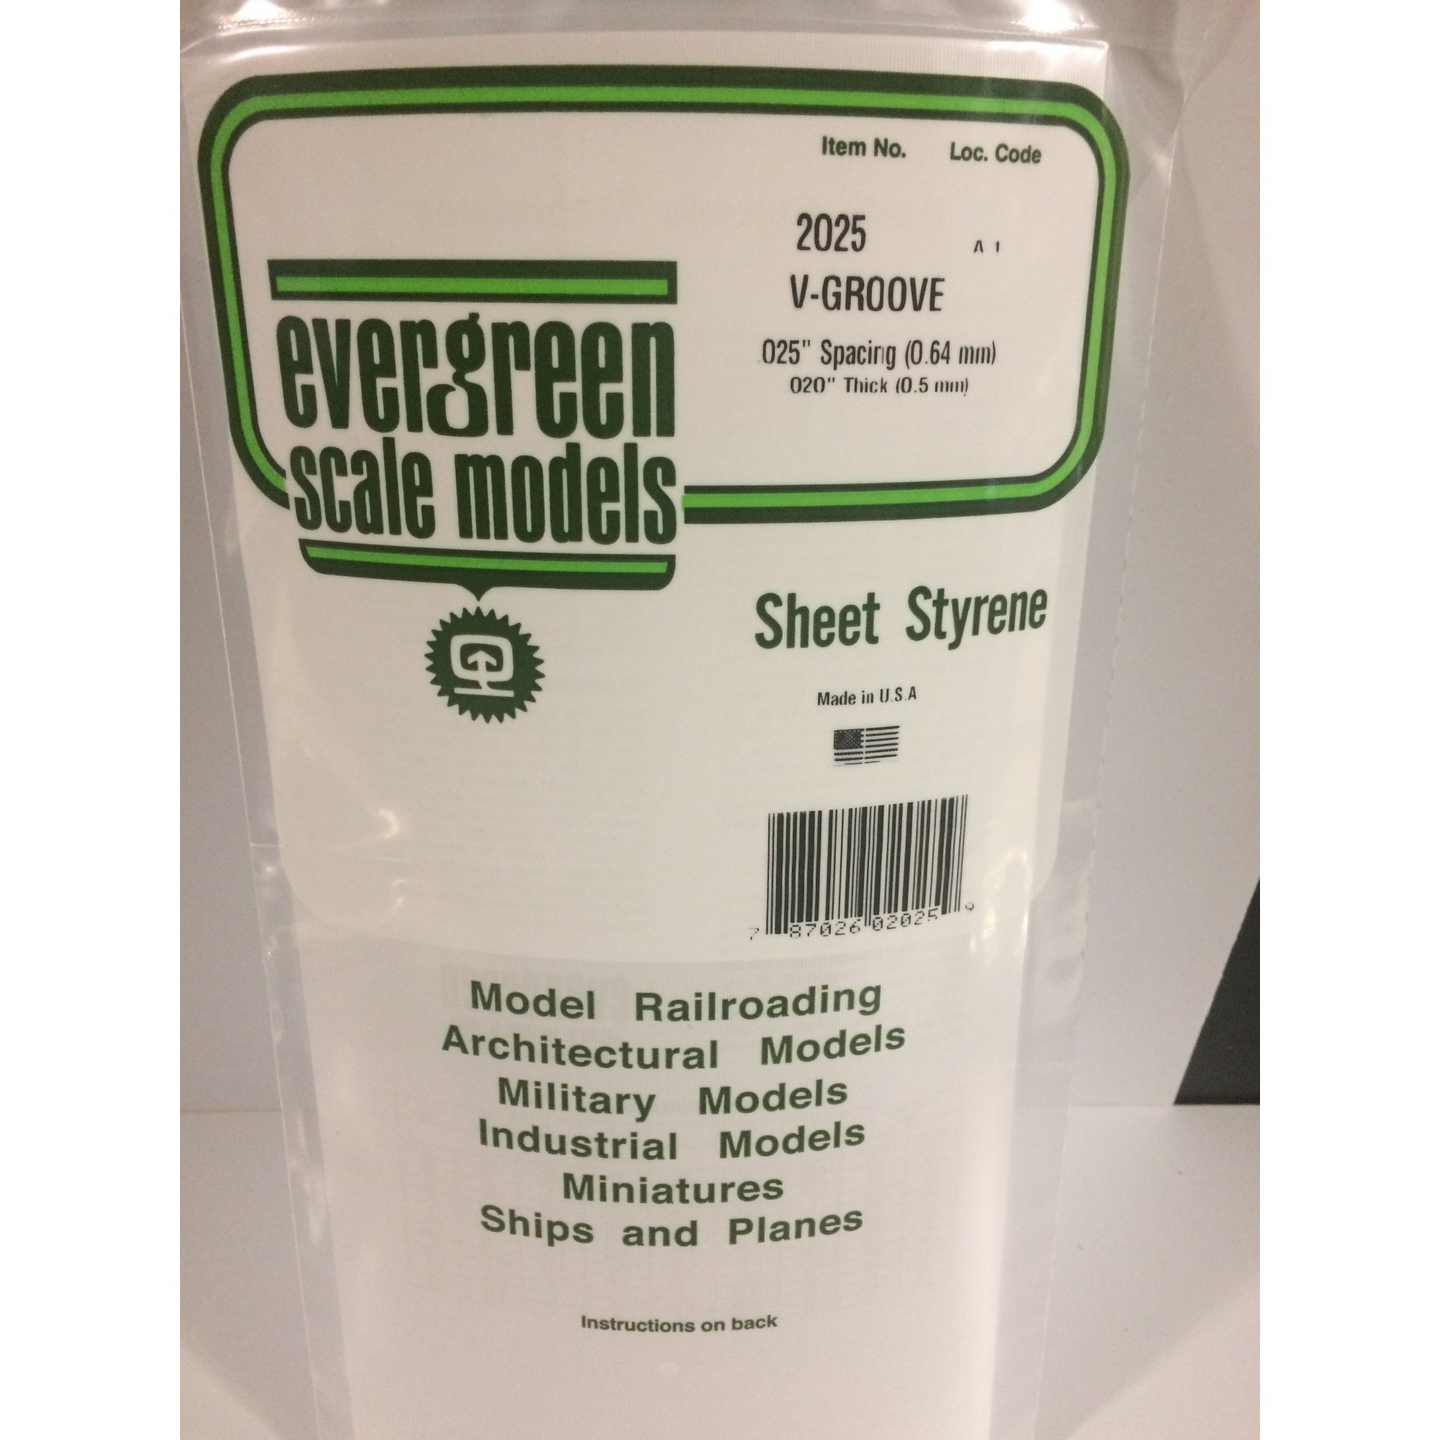 Item No. Loc. Code
2025 A 1
V-GROOVE
.025" Spacing (0.64 mm)
.020" Thick (0.5 mm)
evergreen
scale models
Sheet Styrene
Made in U.S.A
7 87026 02025 9
Model Railroading
Architectural Models
Military Models
Industrial Models
Miniatures
Ships and Planes
Instructions on back